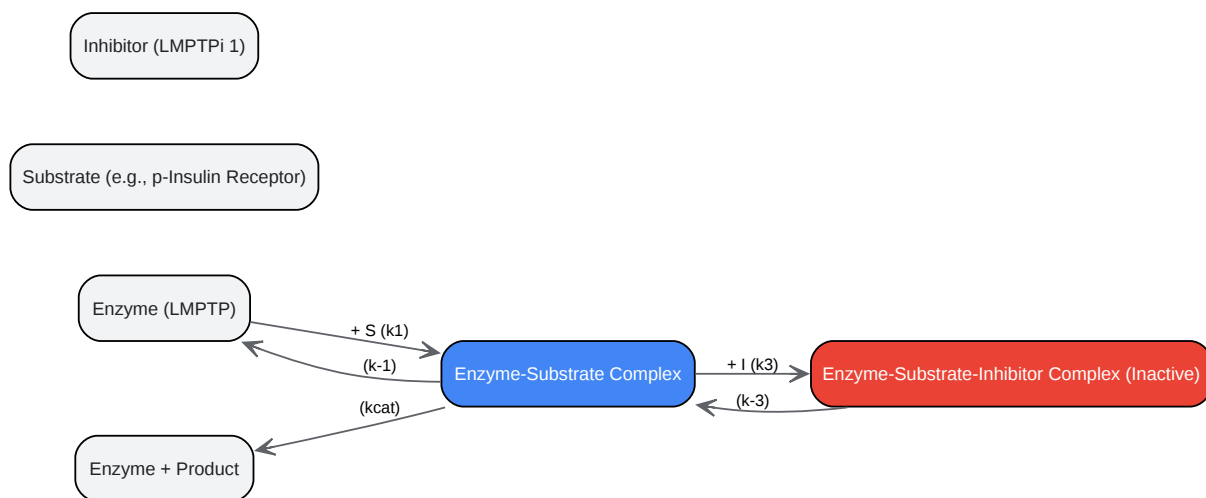 Inhibitor (LMPTPi 1)
Substrate (e.g., p-Insulin Receptor)
Enzyme (LMPTP)
+ S (k1)
(k-1)
Enzyme-Substrate Complex
+ I (k3)
Enzyme-Substrate-Inhibitor Complex (Inactive)
(k-3)
(kcat)
Enzyme + Product